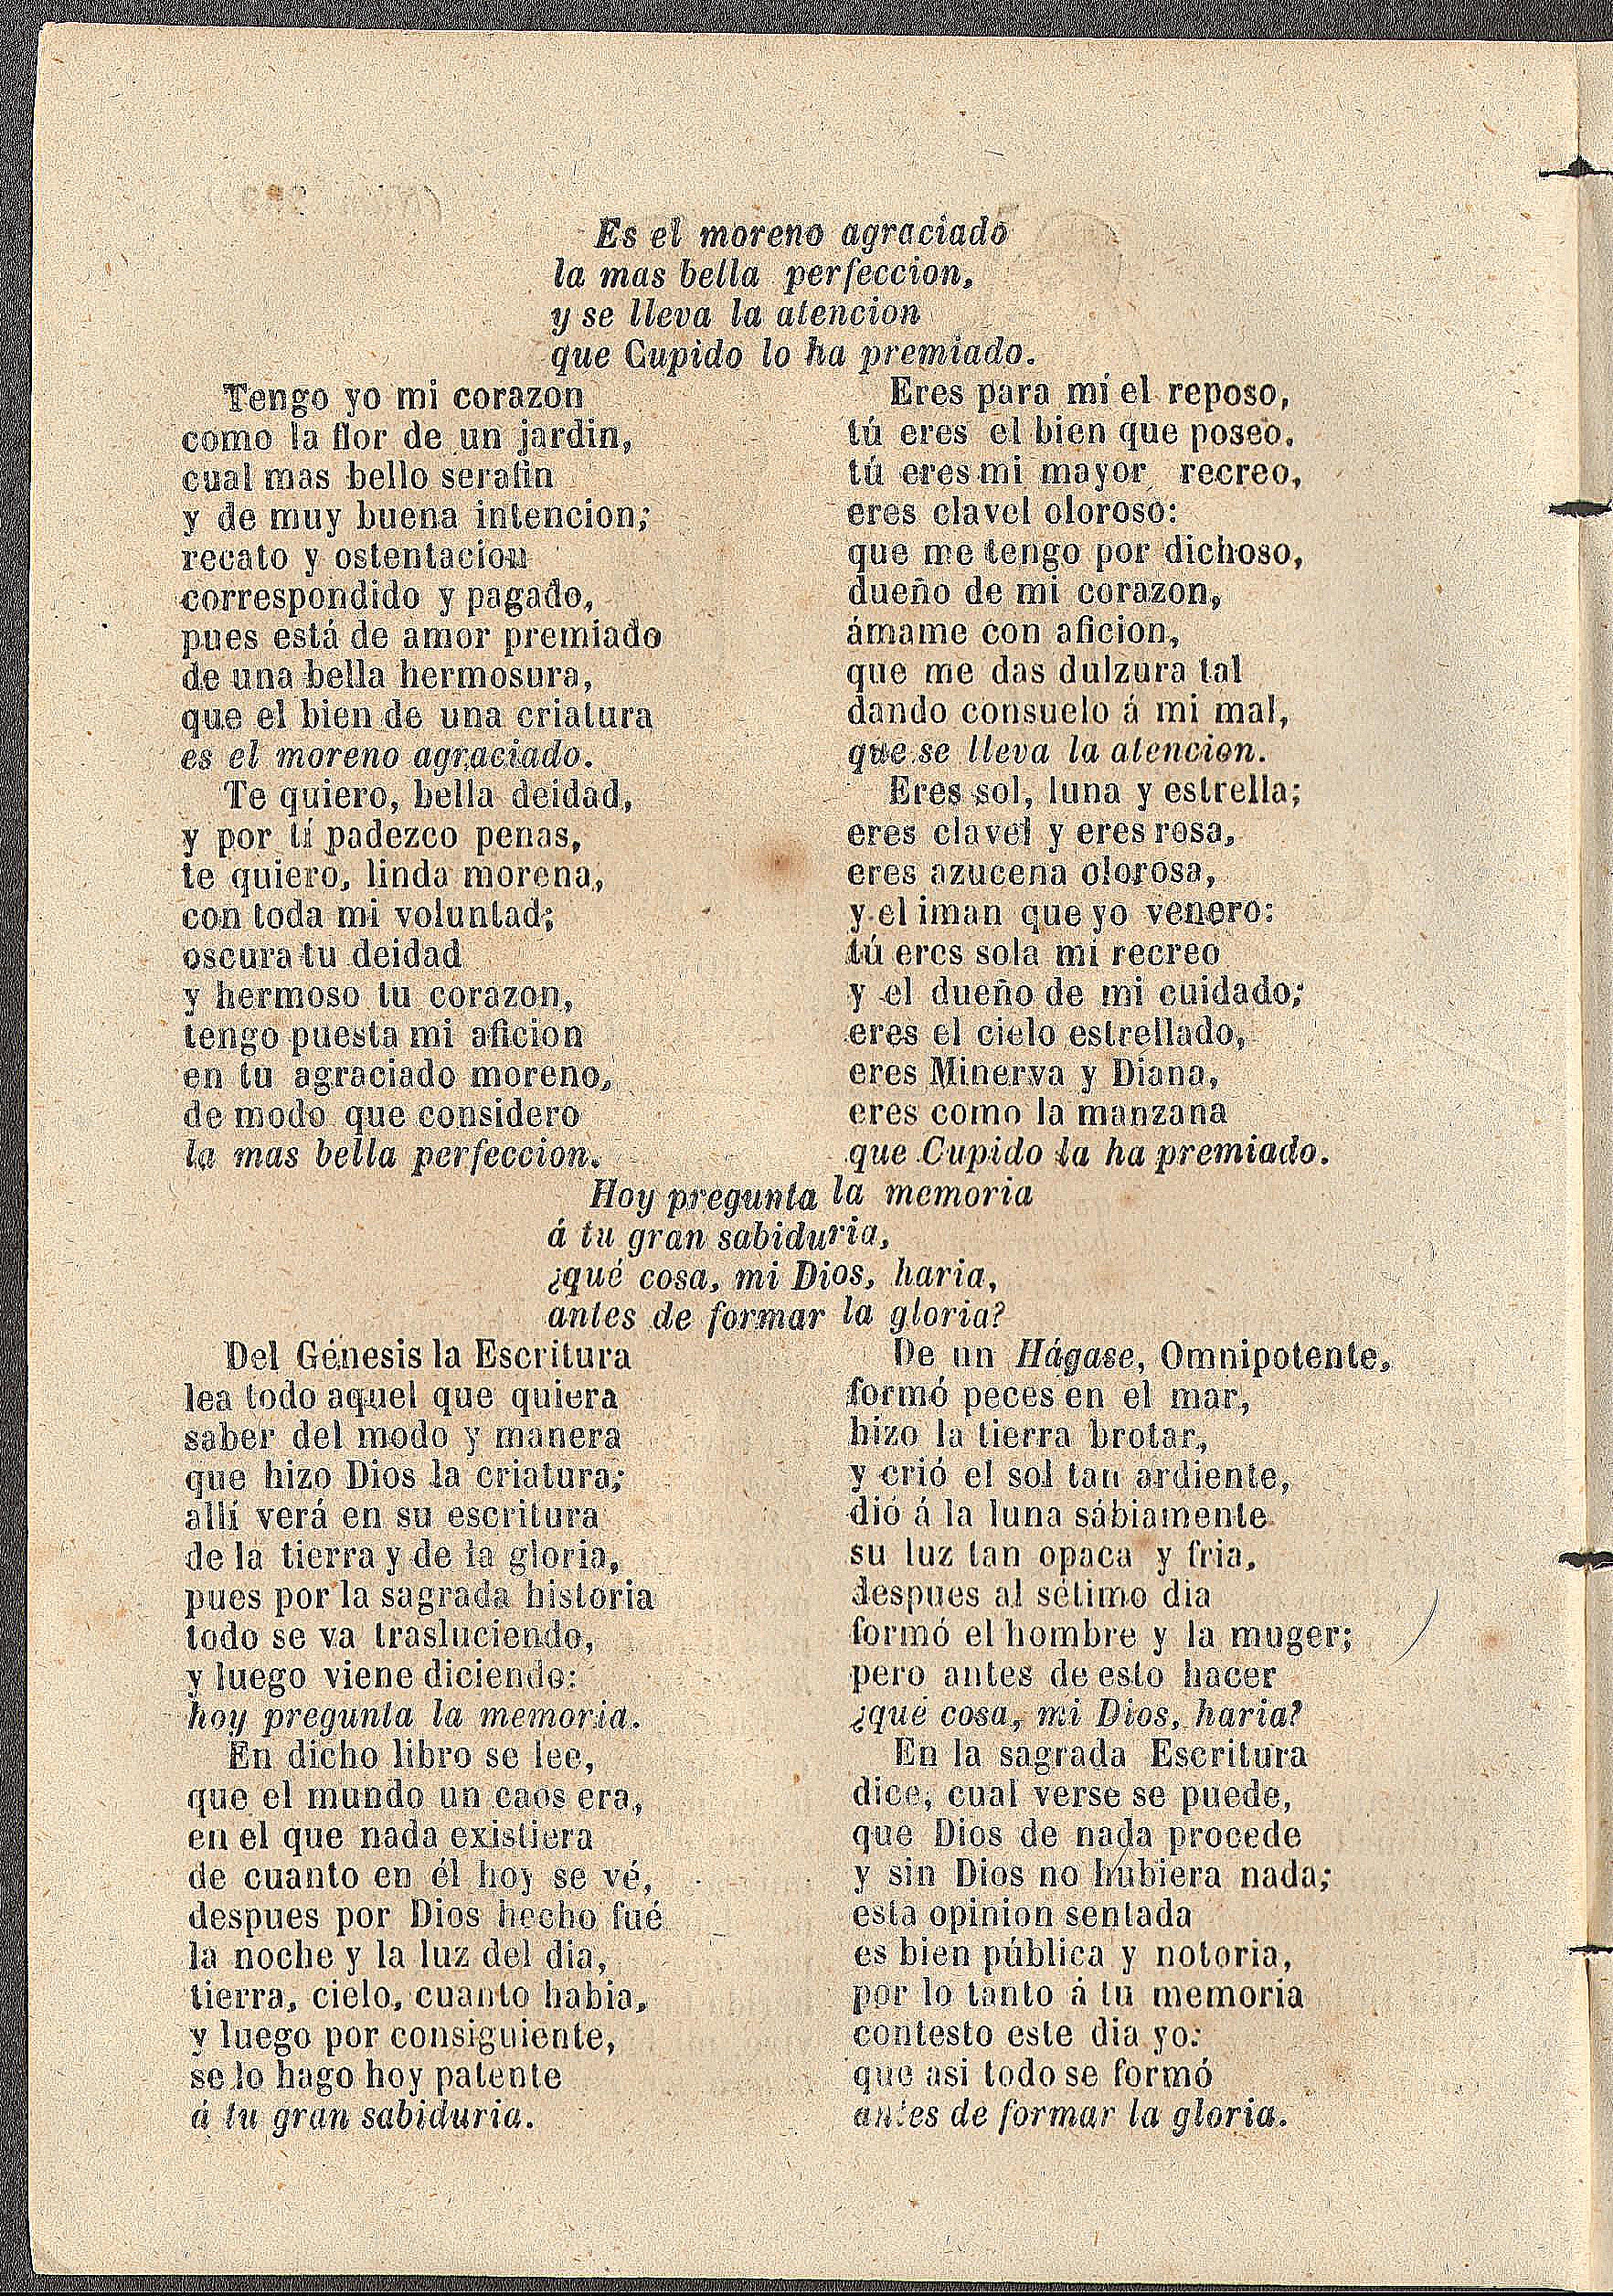 Es el moreno agraciado
la mas bella perfeccion,
y se lleva la atencion
que Cupido lo ha premiado.
Tengo yo mi corazon
como la flor de un jardin,
cual mas bello serafin
y de muy buena intencion;
recato y ostentacion
correspondido y pagado,
pues está de amor premiado
de una bella hermosura,
que el bien de una criatura
es el moreno agraciado.
Te quiero, bella deidad,
y por tí padezco penas,
te quiero, linda morena,
con toda mi voluntad;
oscura tu deidad
y hermoso tu corazon,
tengo puesta mi aficion
en tu agraciado moreno,
de modo que considero
la mas bella perfeccion.
Eres para mí el reposo,
tú eres el bien que poseo.
tú eres mi mayor recreo,
eres clavel oloroso:
que me tengo por dichoso,
dueño de mi corazon,
ámame con aficion,
que me das dulzura tal
dando consuelo á mi mal,
que se lleva la atencion.
Eres sol, luna y estrella;
eres clavel y eres rosa,
eres azucena olorosa,
y el iman que yo venero:
tú eres sola mi recreo
y el dueño de mi cuidado;
eres el cielo estrellado,
eres Minerva y Diana,
eres como la manzana
que Cupido la ha premiado.
Hoy pregunta la memoria
á tu gran sabiduria,
¿qué cosa, mi Dios, haria,
antes de formar la gloria?
Del Génesis la Escritura
lea todo aquel que quiera
saber del modo y manera
que hizo Dios la criatura;
allí verá en su escritura
de la tierra y de la gloria,
pues por la sagrada historia
todo se va trasluciendo,
y luego viene diciendo:
hoy pregunta la memoria.
En dicho libro se lee,
que el mundo un caos era,
en el que nada existiera
de cuanto en él hoy se vé,
despues por Dios hecho fué
la noche y la luz del dia,
tierra, cielo, cuanto habia,
y luego por consiguiente,
se lo hago hoy patente
á tu gran sabiduria.
De un Hágase, Omnipotente,
formó peces en el mar,
hizo la tierra brotar,
y crió el sol tan ardiente,
dió á la luna sábiamente
su luz tan opaca y fria,
despues al sétimo dia
formó el hombre y la muger;
pero antes de esto hacer
¿qué cosa, mi Dios, haria?
En la sagrada Escritura
dice, cual verse se puede,
que Dios de nada procede
y sin Dios no hubiera nada;
esta opinion sentada
es bien pública y notoria,
por lo tanto á tu memoria
contesto este dia yo:
que asi todo se formó
antes de formar la gloria.